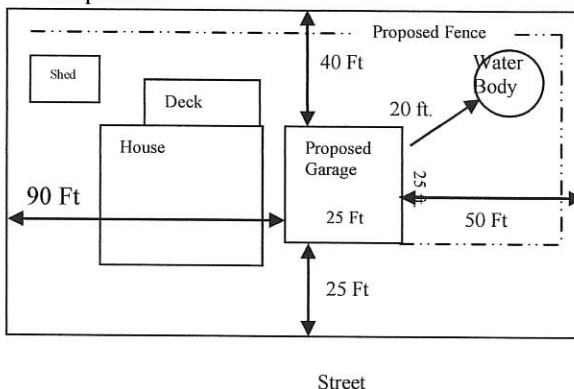 Proposed Fence
Shed
40 Ft
Water
Body
Deck
20 ft.
House
Proposed
Garage
25 ft
90 Ft
25 Ft
50 Ft
25 Ft
Street